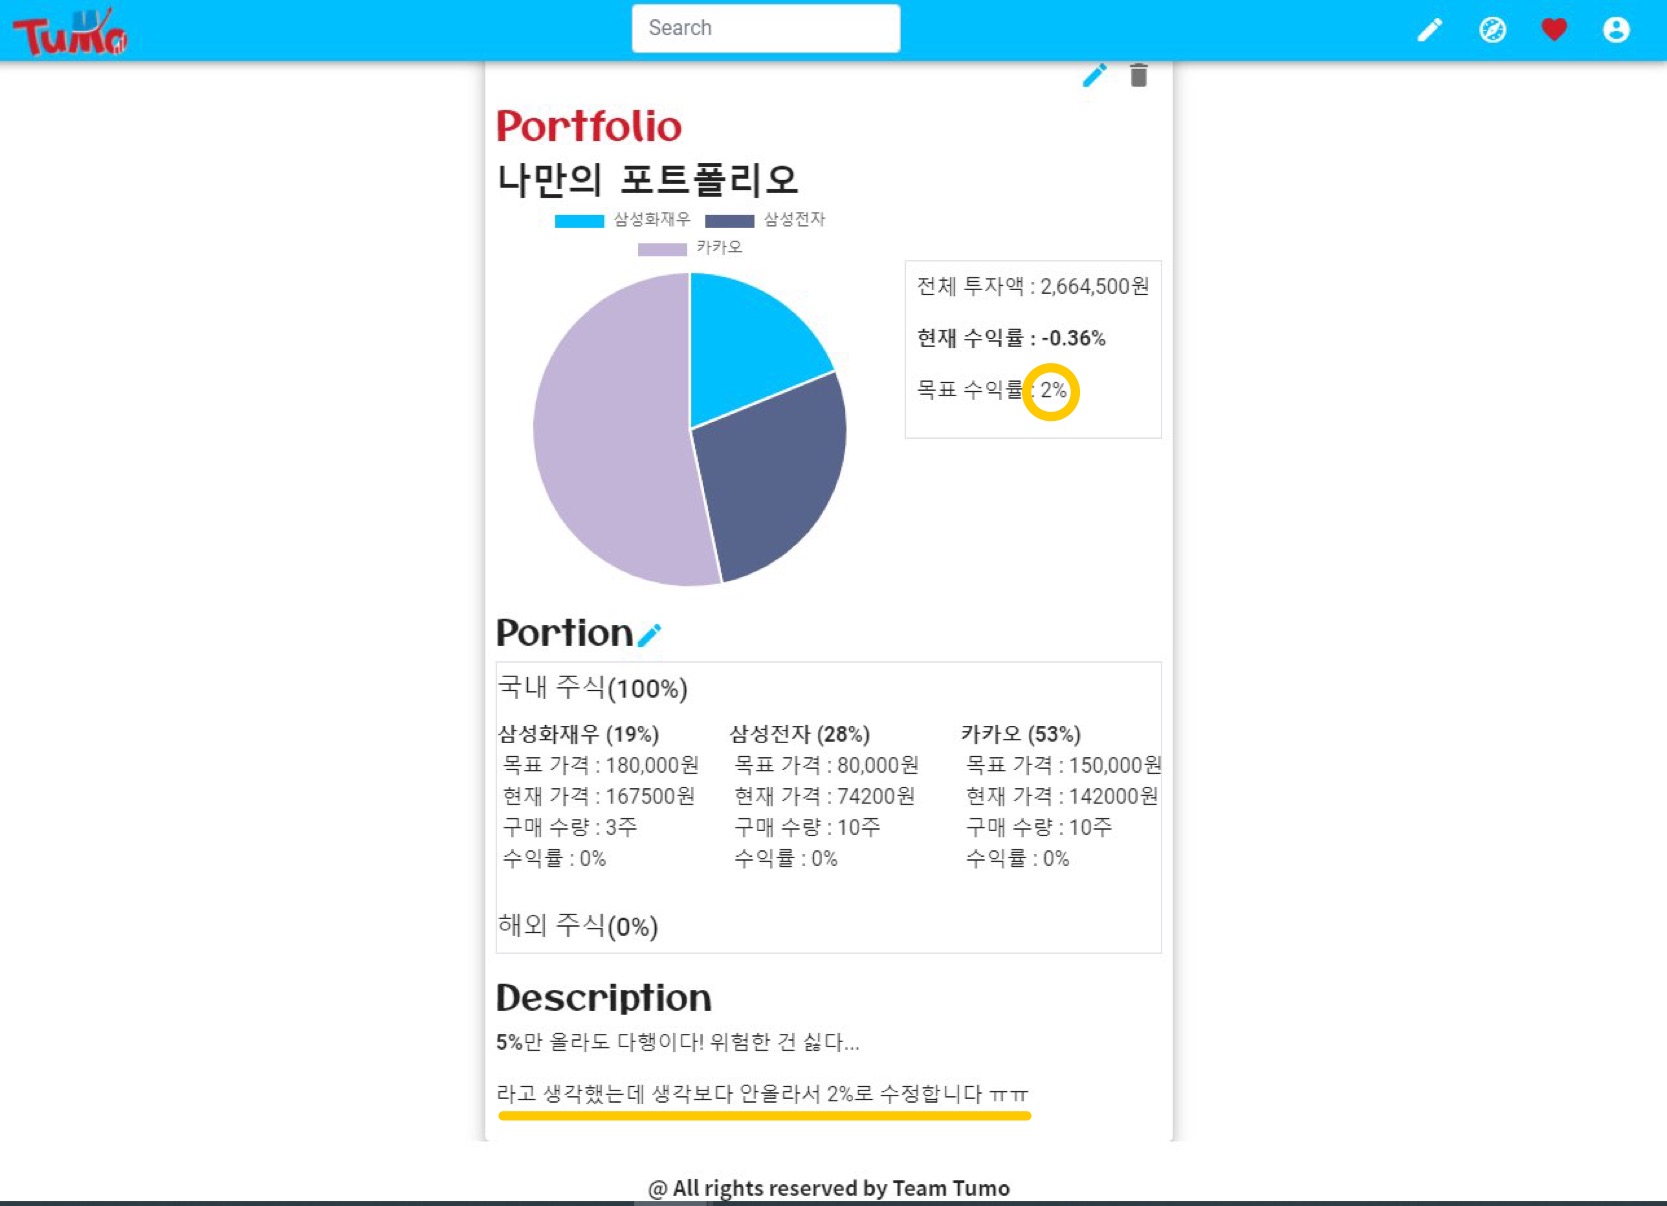 Tumo
Search
Portfolio
나만의 포트폴리오
삼성화재우 삼성전자
카카오
전체 투자액 : 2,664,500원
현재 수익률 : -0.36%
목표 수익률 : 2%
Portion
국내 주식(100%)
삼성화재우 (19%) 삼성전자 (28%) 카카오 (53%)
목표 가격 : 180,000원 목표 가격 : 80,000원 목표 가격 : 150,000원
현재 가격 : 167500원 현재 가격 : 74200원 현재 가격 : 142000원
구매 수량 : 3주 구매 수량 : 10주 구매 수량 : 10주
수익률 : 0% 수익률 : 0% 수익률 : 0%
해외 주식(0%)
Description
5%만 올라도 다행이다! 위험한 건 싫다...
라고 생각했는데 생각보다 안올라서 2%로 수정합니다 ㅠㅠ
@ All rights reserved by Team Tumo